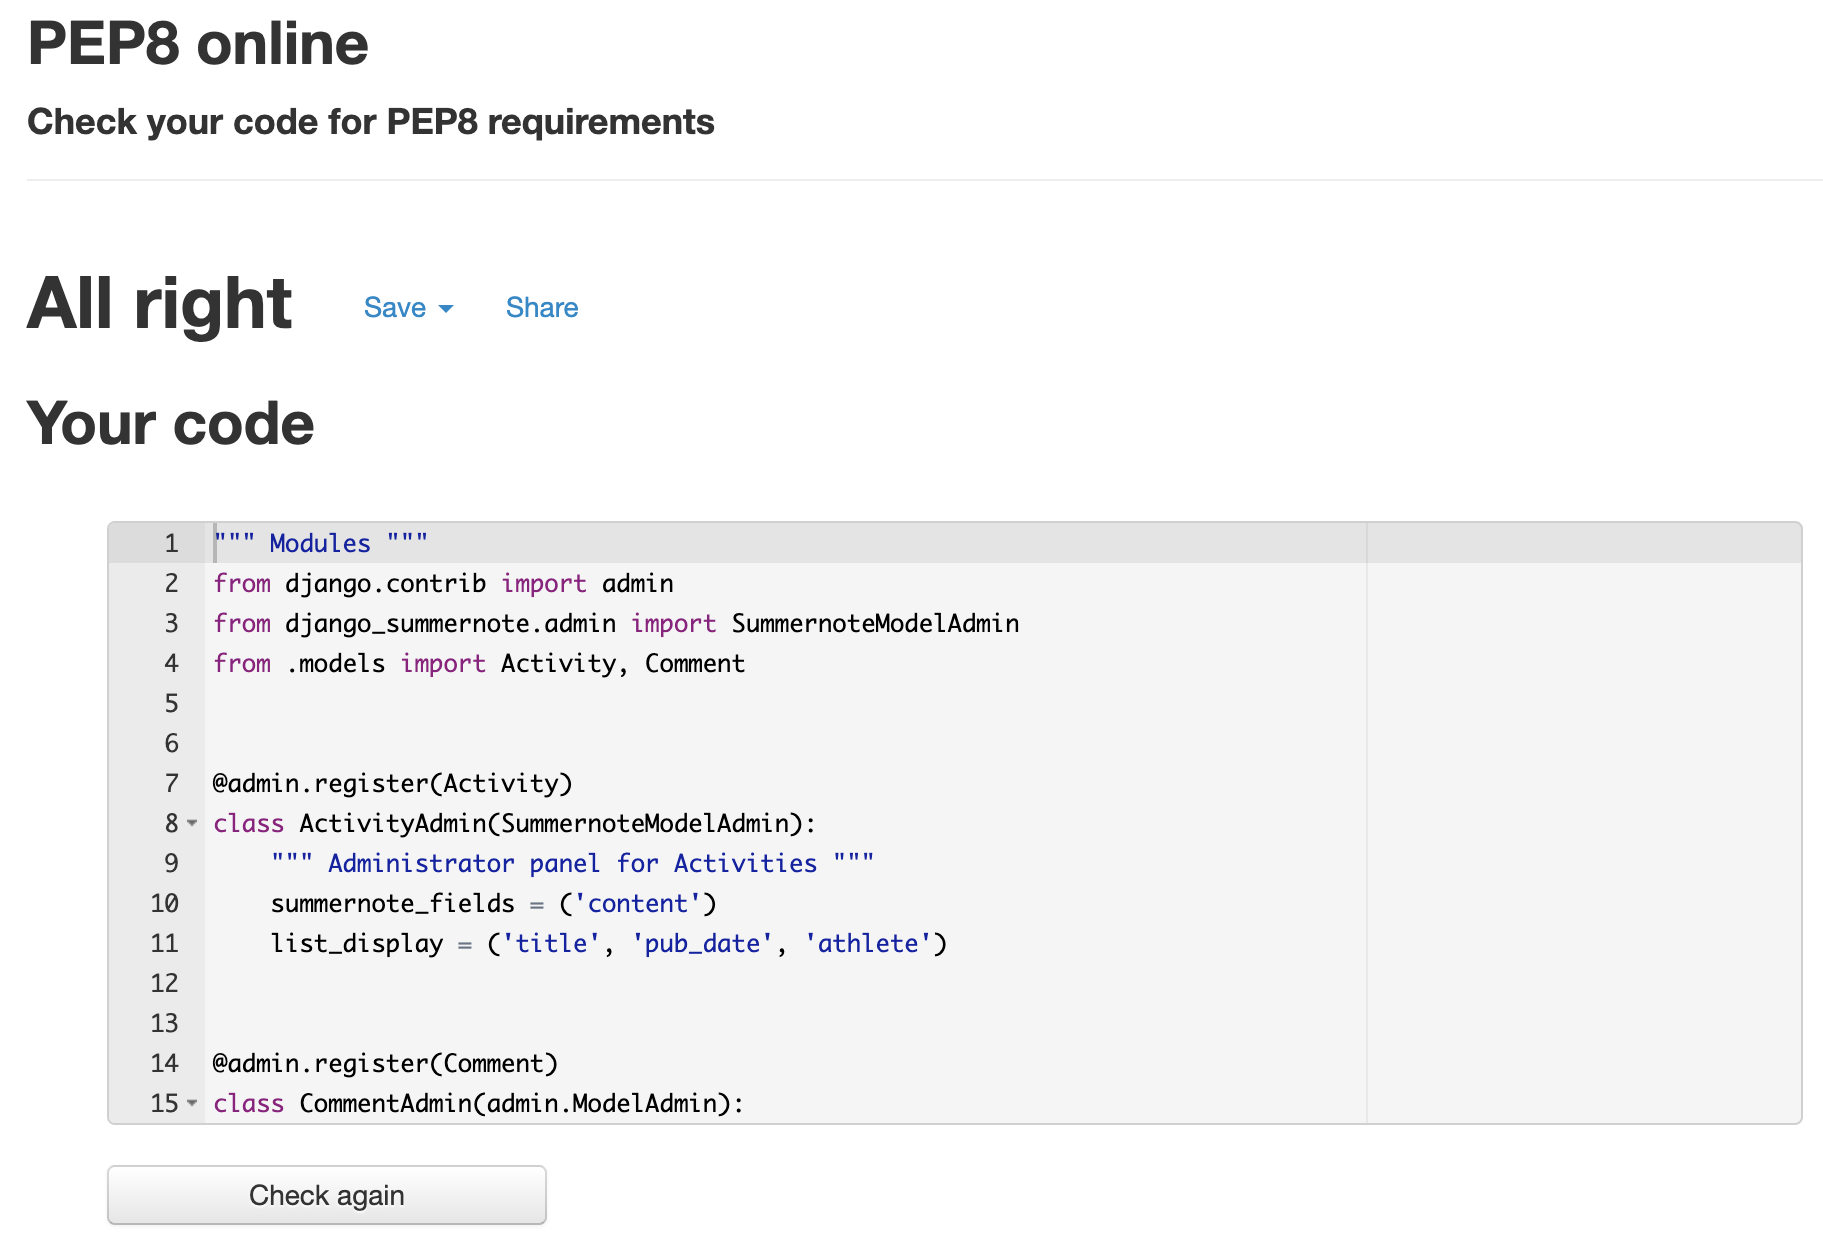 PEP8 online
Check your code for PEP8 requirements
All right Save Share
Your code
1 """ Modules """
2 from django.contrib import admin
3 from django_summernote.admin import SummernoteModelAdmin
4 from .models import Activity, Comment
5
6
7 @admin.register(Activity)
8 class ActivityAdmin(SummernoteModelAdmin):
9     """ Administrator panel for Activities """
10     summernote_fields = ('content')
11     list_display = ('title', 'pub_date', 'athlete')
12
13
14 @admin.register(Comment)
15 class CommentAdmin(admin.ModelAdmin):
Check again